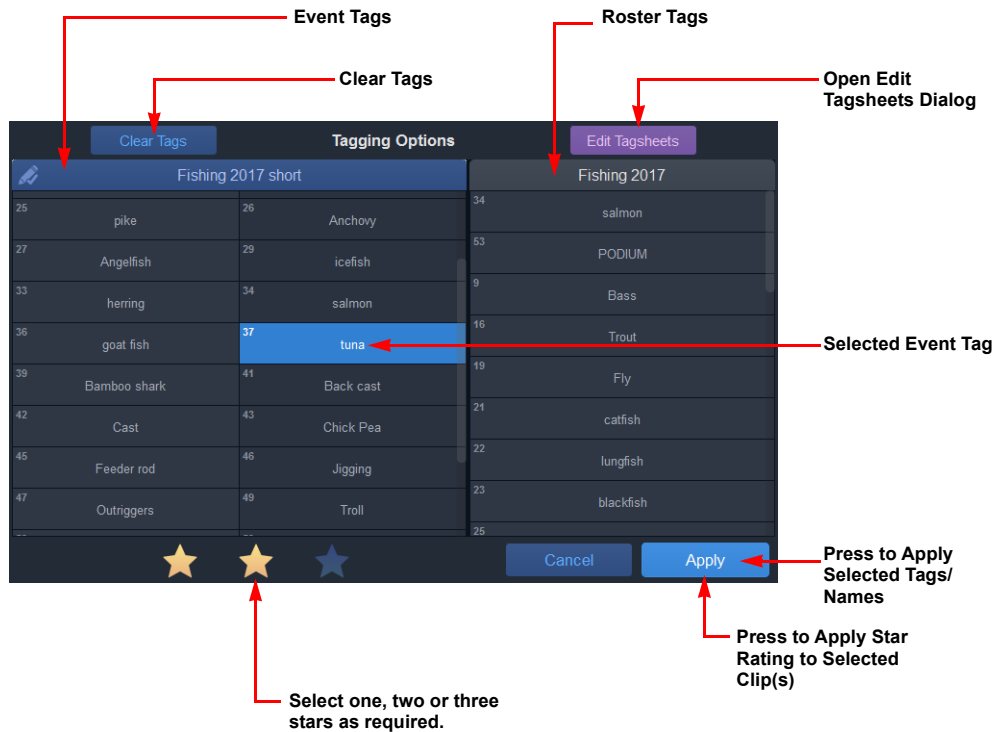 Event Tags
Roster Tags
Clear Tags
Open Edit
Tagsheets Dialog
Clear Tags
Tagging Options
Edit Tagsheets
Fishing 2017 short
Fishing 2017
25
pike
26
Anchovy
27
Angelfish
29
icefish
33
herring
34
salmon
36
goat fish
37
tuna
39
Bamboo shark
41
Back cast
42
Cast
43
Chick Pea
45
Feeder rod
46
Jigging
47
Outriggers
49
Troll
34
salmon
53
PODIUM
9
Bass
16
Trout
19
Fly
21
catfish
22
lungfish
23
blackfish
25
Selected Event Tag
Cancel
Apply
Press to Apply
Selected Tags/
Names
Press to Apply Star
Rating to Selected
Clip(s)
Select one, two or three
stars as required.